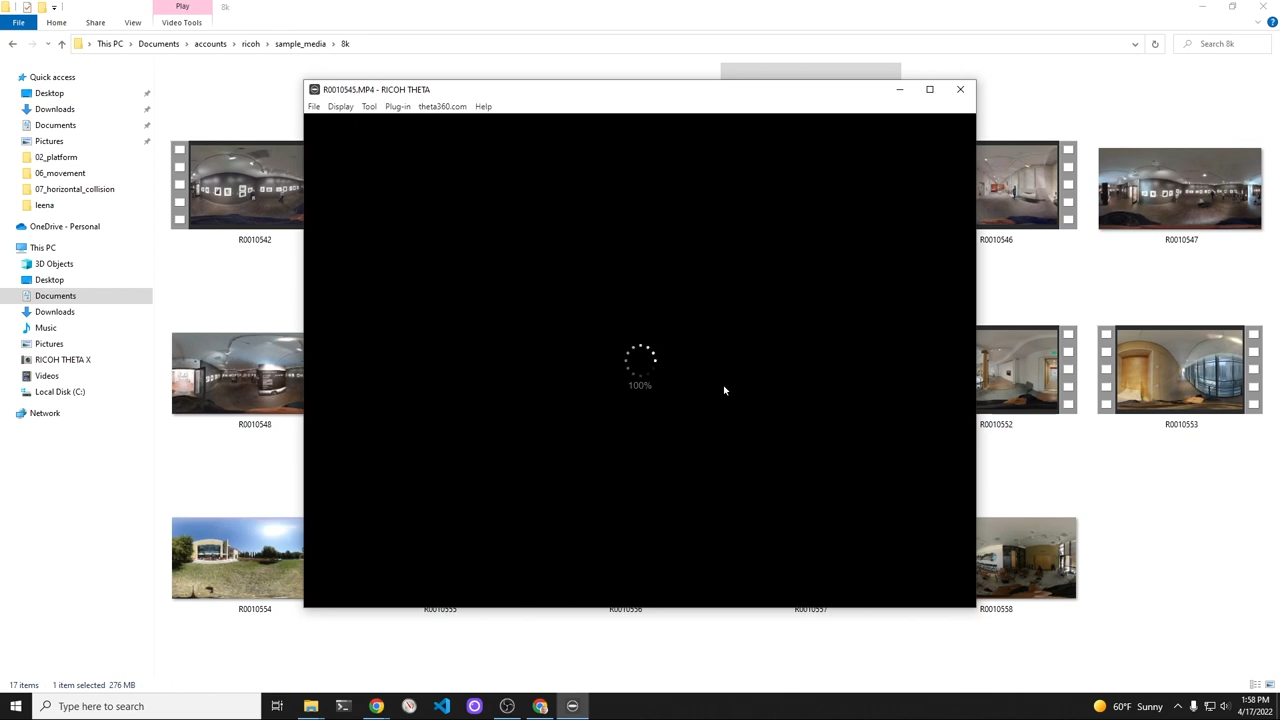 Play
8k
File
Home
Share
View
Video Tools
This PC
Documents
accounts
ricoh
sample_media
8k
Search 8k
Quick access
Desktop
Downloads
Documents
Pictures
02_platform
06_movement
07_horizontal_collision
leena
OneDrive - Personal
This PC
3D Objects
Desktop
Documents
Downloads
Music
Pictures
RICOH THETA X
Videos
Local Disk (C:)
Network
R0010545.MP4 - RICOH THETA
File
Display
Tool
Plug-in
theta360.com
Help
100%
R0010542
R0010546
R0010547
R0010548
R0010552
R0010553
R0010554
R0010555
R0010556
R0010557
R0010558
17 items
1 item selected 276 MB
Type here to search
60°F Sunny
1:58 PM
4/17/2022